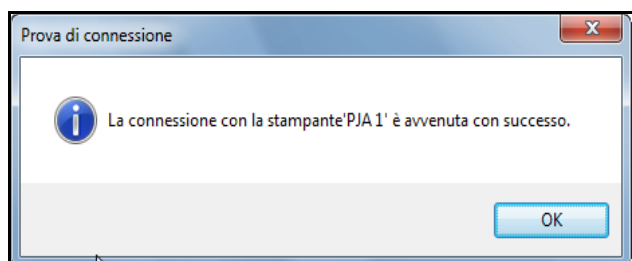 Prova di connessione
La connessione con la stampante'PJA 1' è avvenuta con successo.
OK